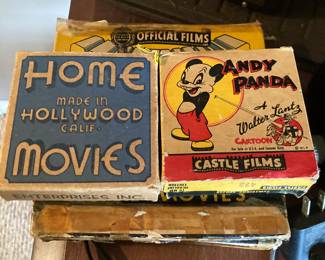 OFFICIAL FILMS
HOME
MADE IN
HOLLYWOOD
CALIF.
MOVIES
ENTERPRISES INC.
ANDY
PANDA
A
Walter Lantz
CARTOON
CASTLE FILMS
MOVIES